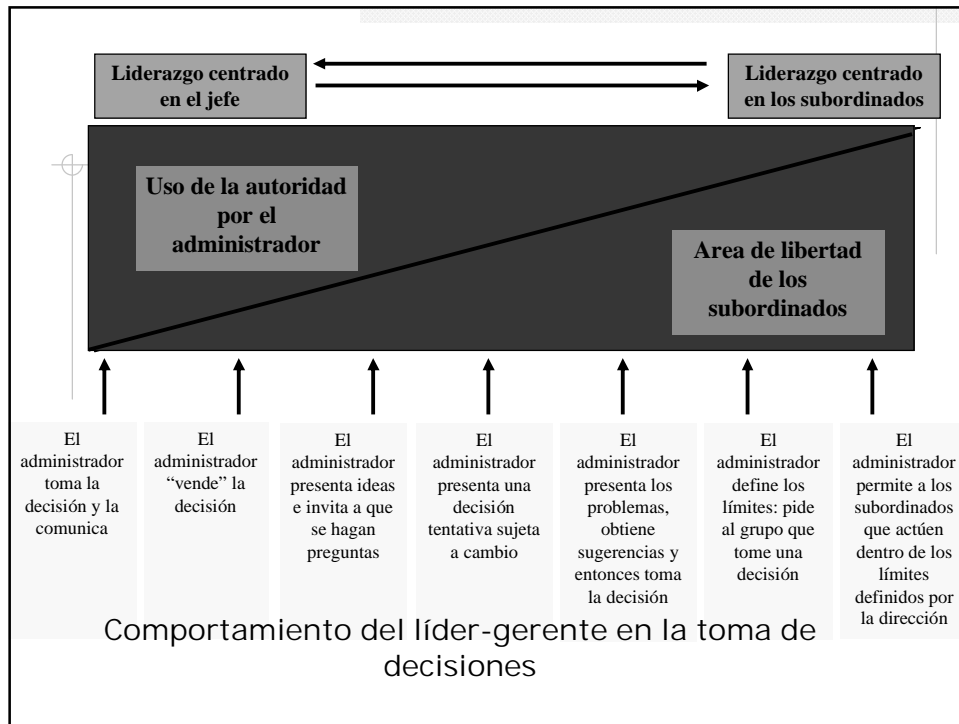 Liderazgo centrado
en el jefe
Liderazgo centrado
en los subordinados
Uso de la autoridad
por el
administrador
Area de libertad
de los
subordinados
El
administrador
toma la
decisión y la
comunica
El
administrador
“vende” la
decisión
El
administrador
presenta ideas
e invita a que
se hagan
preguntas
El
administrador
presenta una
decisión
tentativa sujeta
a cambio
El
administrador
presenta los
problemas,
obtiene
sugerencias y
entonces toma
la decisión
El
administrador
define los
límites: pide
al grupo que
tome una
decisión
El
administrador
permite a los
subordinados
que actúen
dentro de los
límites
definidos por
la dirección
Comportamiento del líder-gerente en la toma de
decisiones